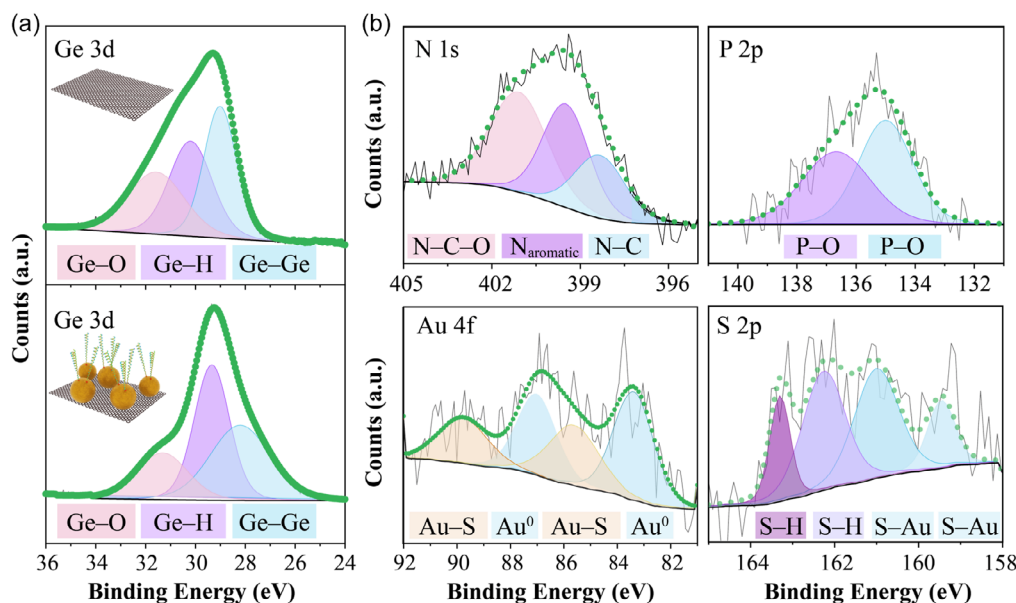 (a)
Ge 3d
Ge–O Ge–H Ge–Ge
Ge 3d
Ge–O Ge–H Ge–Ge
36 34 32 30 28 26 24
Binding Energy (eV)
Counts (a.u.)
(b)
N 1s
N–C–O Naromatic N–C
405 402 399 396
Counts (a.u.)
P 2p
P–O P–O
140 138 136 134 132
Au 4f
Au–S Au⁰ Au–S Au⁰
92 90 88 86 84 82
Binding Energy (eV)
Counts (a.u.)
S 2p
S–H S–H S–Au S–Au
164 162 160 158
Binding Energy (eV)